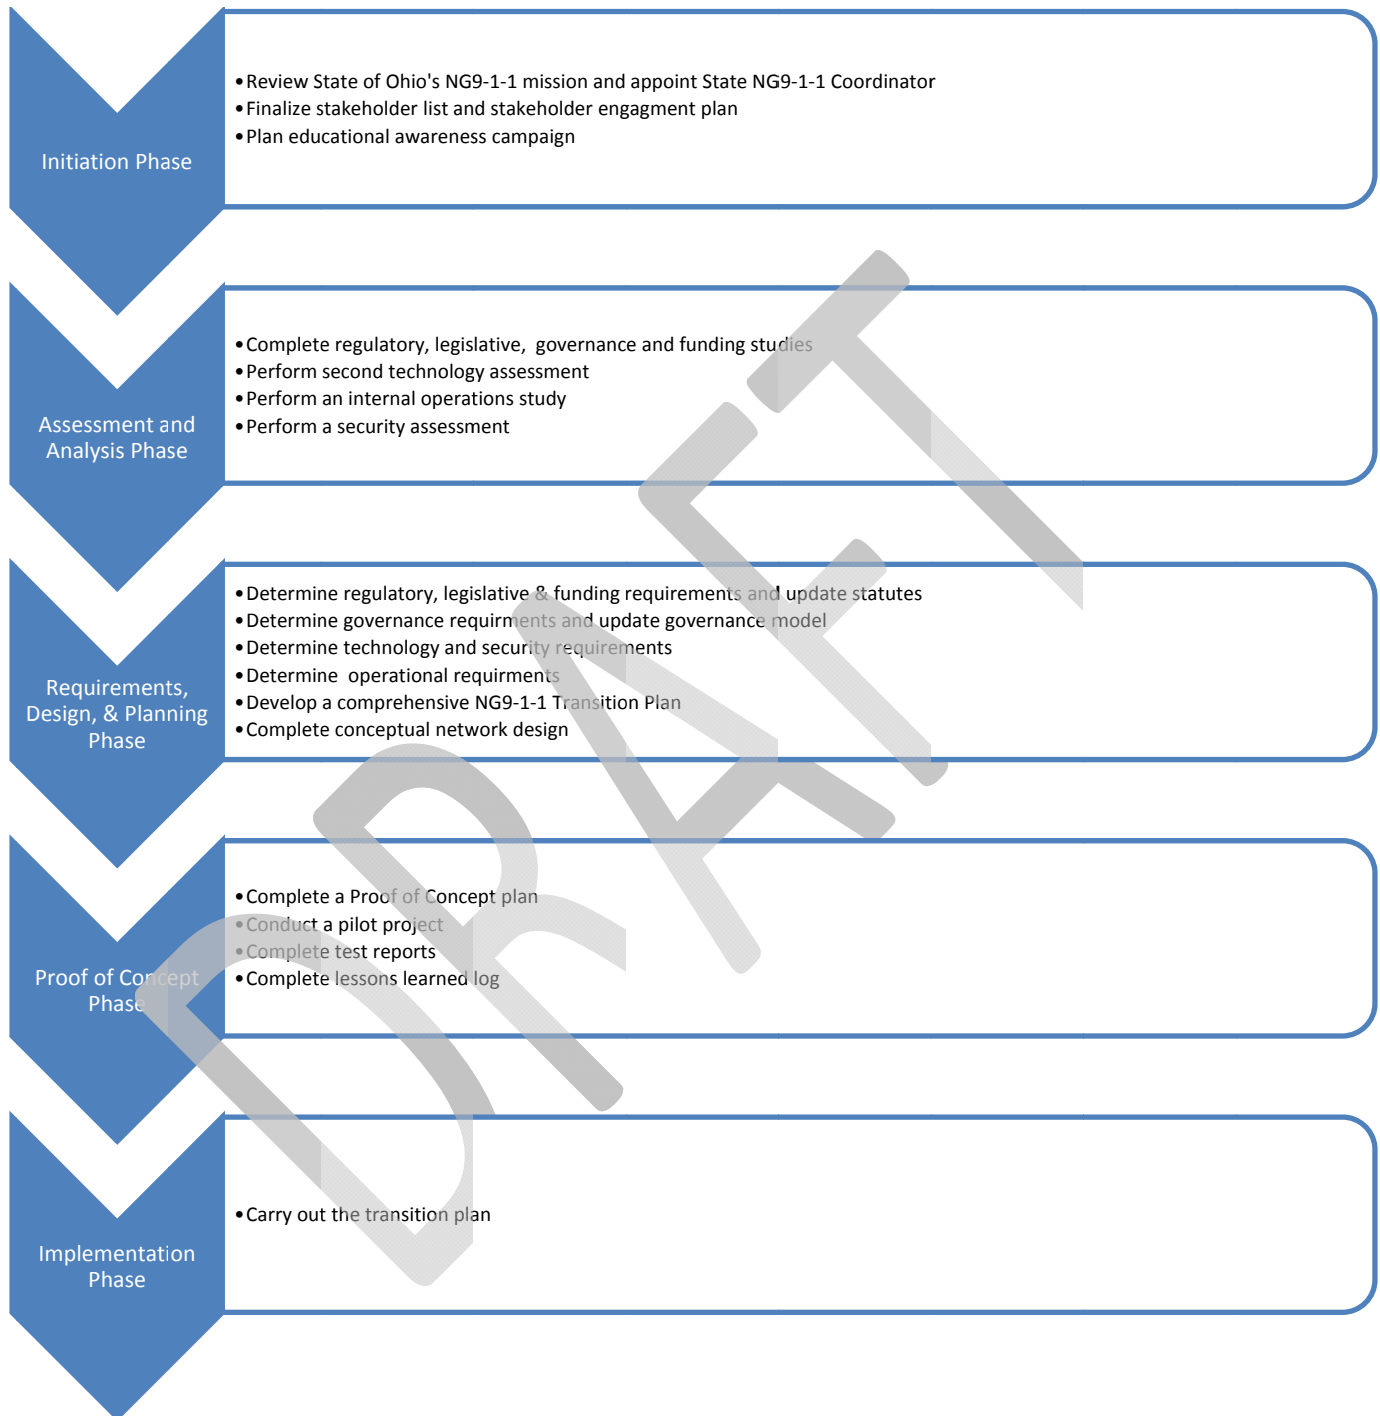 Initiation Phase
•Review State of Ohio's NG9-1-1 mission and appoint State NG9-1-1 Coordinator
•Finalize stakeholder list and stakeholder engagment plan
•Plan educational awareness campaign
Assessment and
Analysis Phase
•Complete regulatory, legislative, governance and funding studies
•Perform second technology assessment
•Perform an internal operations study
•Perform a security assessment
Requirements,
Design, & Planning
Phase
•Determine regulatory, legislative & funding requirements and update statutes
•Determine governance requirments and update governance model
•Determine technology and security requirements
•Determine operational requirments
•Develop a comprehensive NG9-1-1 Transition Plan
•Complete conceptual network design
Proof of Concept
Phase
•Complete a Proof of Concept plan
•Conduct a pilot project
•Complete test reports
•Complete lessons learned log
Implementation
Phase
•Carry out the transition plan
DRAFT